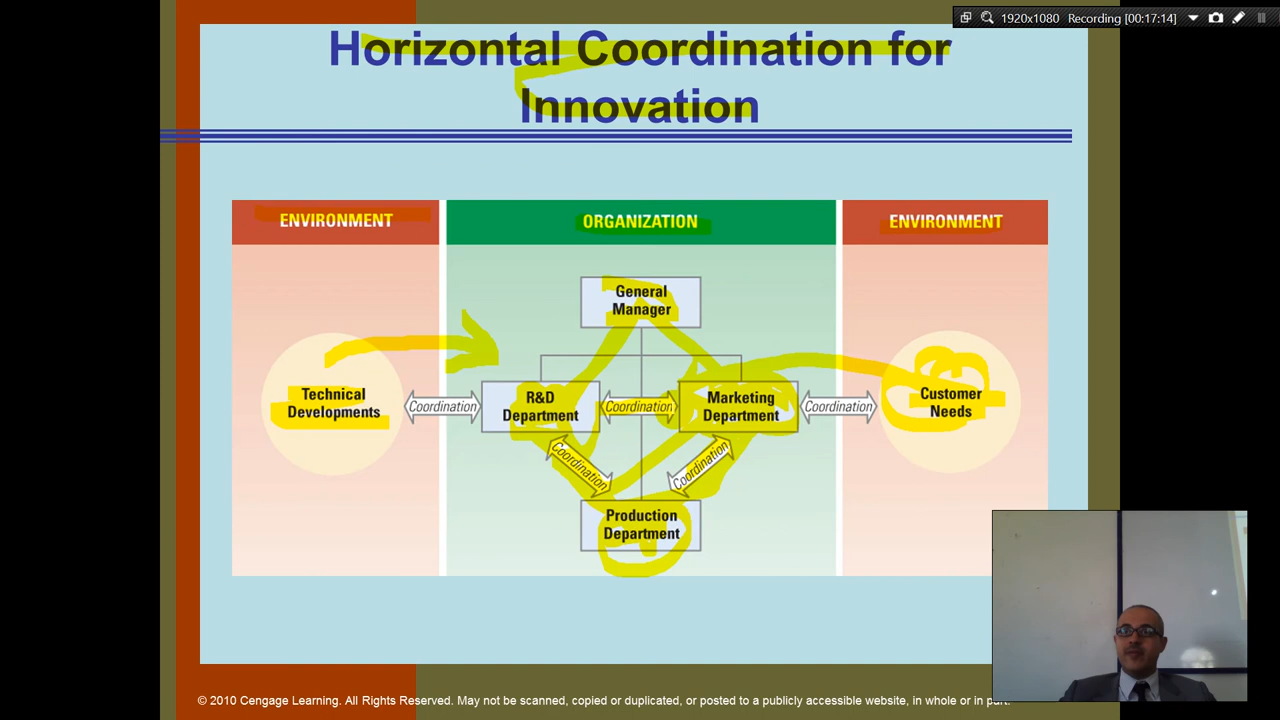 1920x1080 Recording [00:17:14]
Horizontal Coordination for
Innovation
ENVIRONMENT
ORGANIZATION
ENVIRONMENT
General
Manager
Technical
Developments
Coordination
R&D
Department
Coordination
Marketing
Department
Coordination
Customer
Needs
Coordination
Coordination
Production
Department
© 2010 Cengage Learning. All Rights Reserved. May not be scanned, copied or duplicated, or posted to a publicly accessible website, in whole or in part.